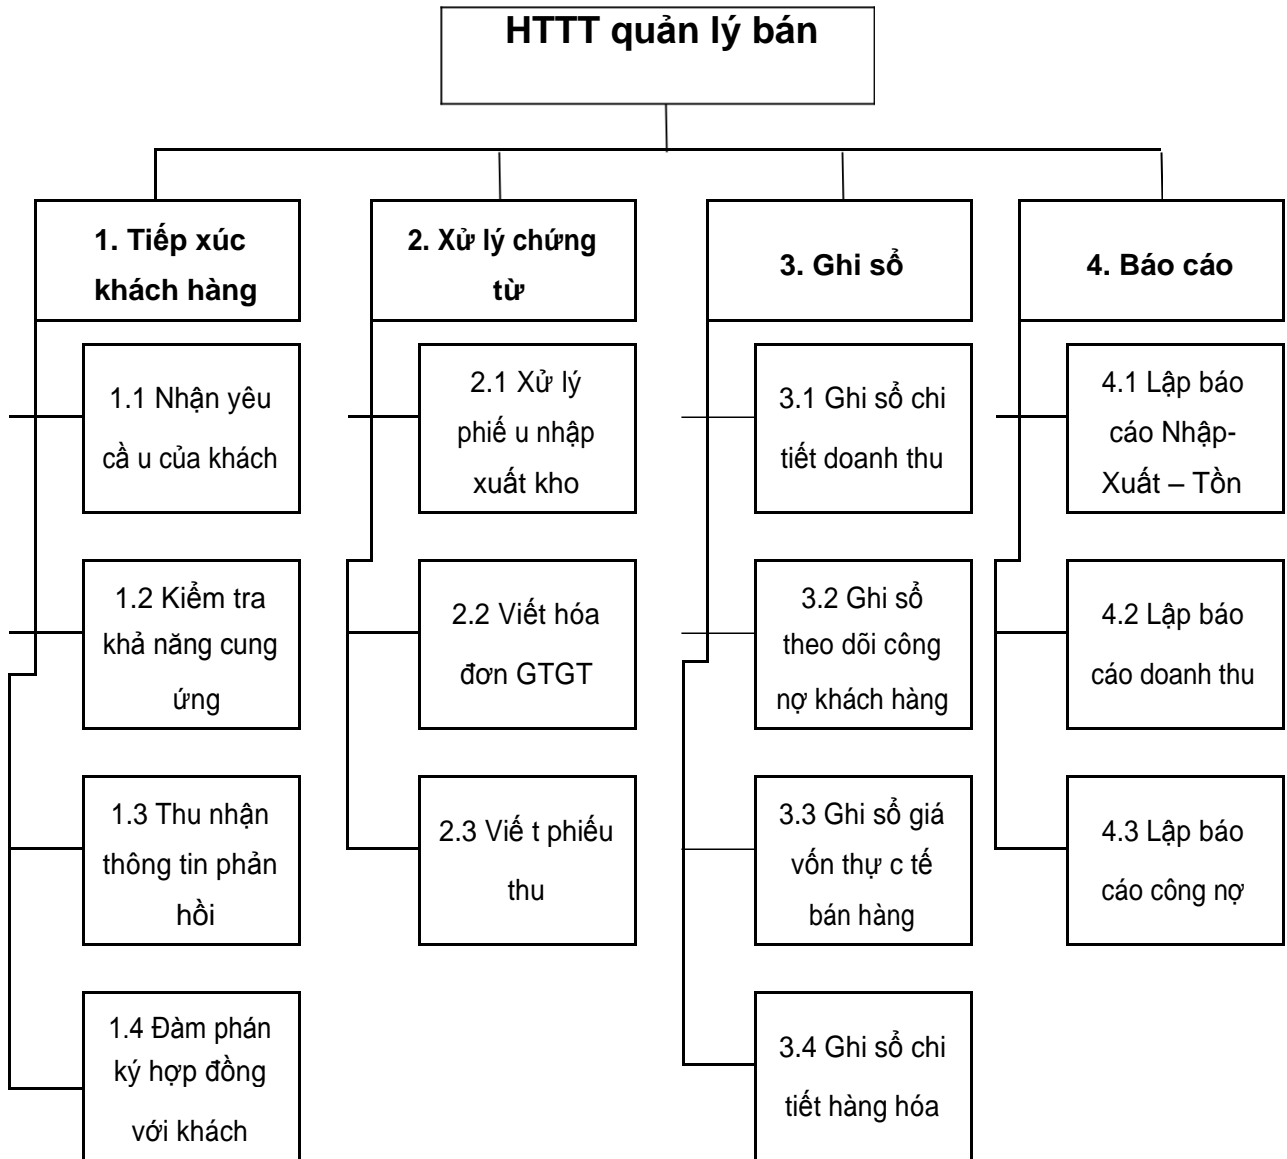 HTTT quản lý bán
1. Tiếp xúc
khách hàng
2. Xử lý chứng
từ
3. Ghi sổ
4. Báo cáo
1.1 Nhận yêu
cầ u của khách
2.1 Xử lý
phiế u nhập
xuất kho
3.1 Ghi sổ chi
tiết doanh thu
4.1 Lập báo
cáo Nhập-
Xuất – Tồn
1.2 Kiểm tra
khả năng cung
ứng
2.2 Viết hóa
đơn GTGT
3.2 Ghi sổ
theo dõi công
nợ khách hàng
4.2 Lập báo
cáo doanh thu
1.3 Thu nhận
thông tin phản
hồi
2.3 Viế t phiếu
thu
3.3 Ghi sổ giá
vốn thự c tế
bán hàng
4.3 Lập báo
cáo công nợ
1.4 Đàm phán
ký hợp đồng
với khách
3.4 Ghi sổ chi
tiết hàng hóa